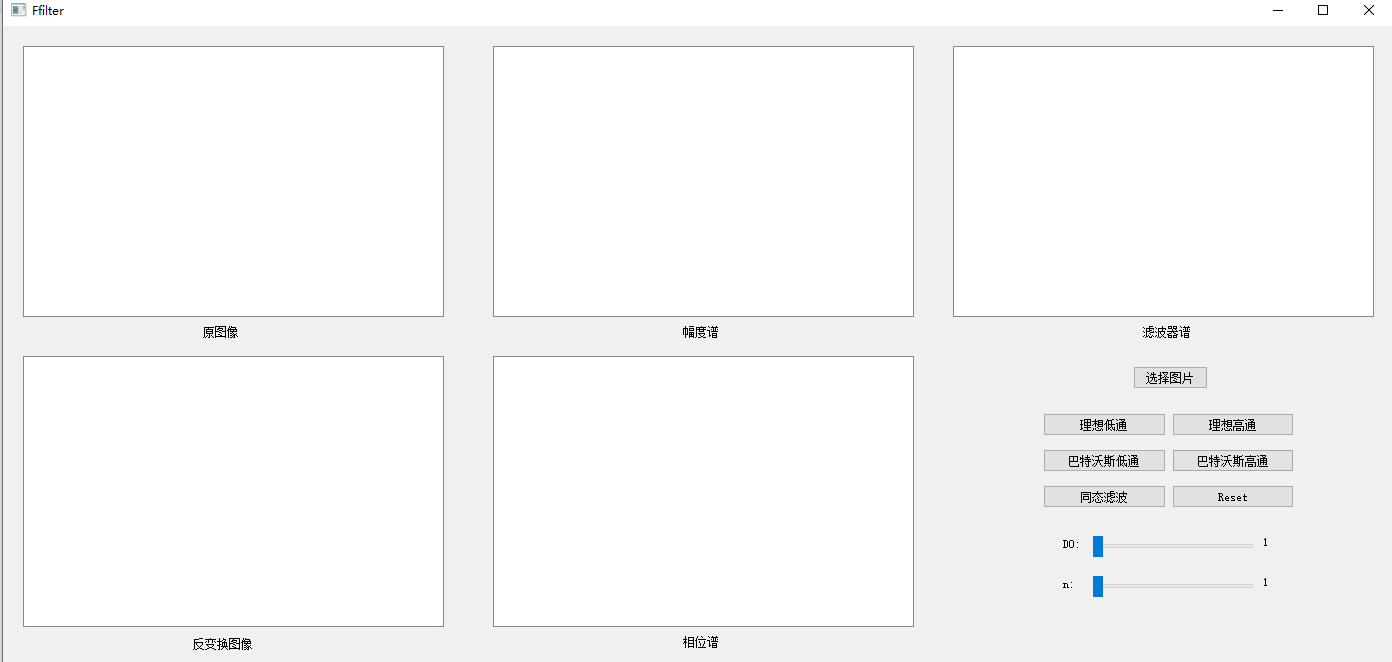 Ffilter
原图像
幅度谱
滤波器谱
选择图片
理想低通 理想高通
巴特沃斯低通 巴特沃斯高通
同态滤波 Reset
D0: 1
n: 1
反变换图像
相位谱